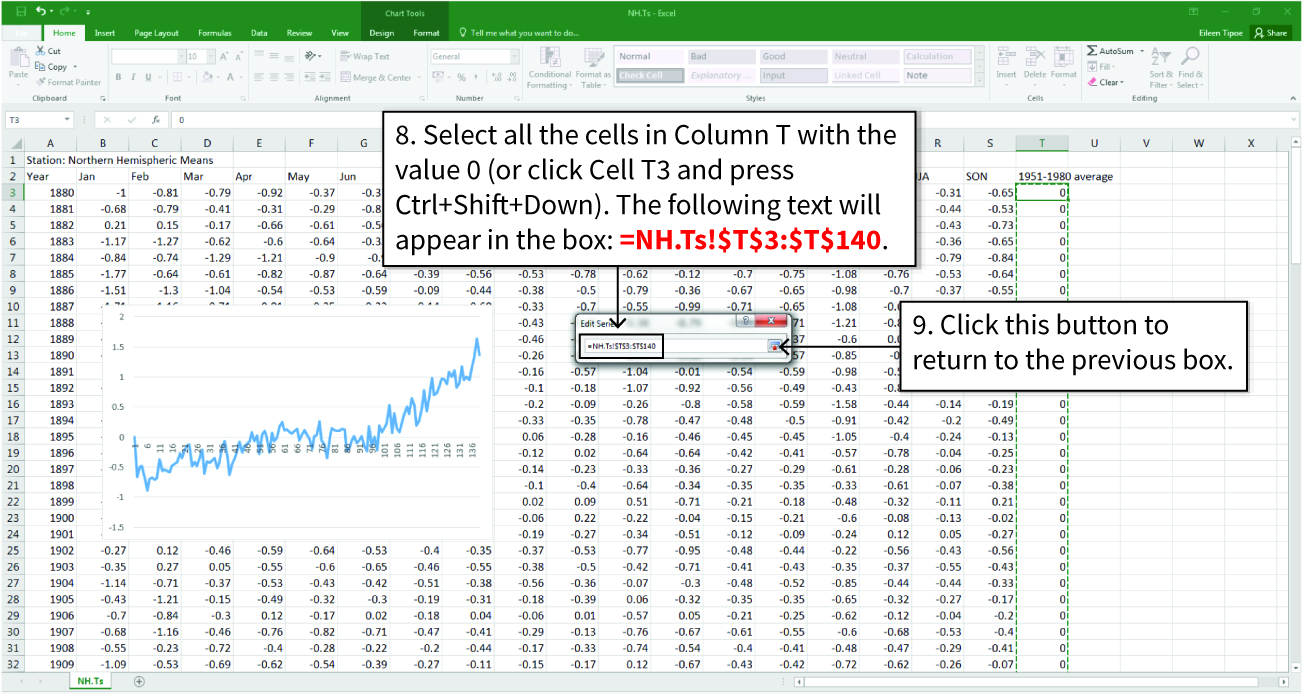 NH.Ts - Excel
Chart Tools
Home Insert Page Layout Formulas Data Review View Design Format Tell me what you want to do... Eileen Tipoe Share
Paste Cut Copy Format Painter
10 A A Wrap Text General
B I U Merge & Center % ,
Conditional Formatting Format as Table
Normal Bad Good Neutral Calculation
Check Cell Explanatory ... Input Linked Cell Note
Insert Delete Format
AutoSum Fill Clear Sort & Filter Find & Select
Clipboard Font Alignment Number Styles Cells Editing
T3 fx 0
8. Select all the cells in Column T with the
value 0 (or click Cell T3 and press
Ctrl+Shift+Down). The following text will
appear in the box: =NH.Ts!$T$3:$T$140.
9. Click this button to
return to the previous box.
Edit Series
=NH.Ts!$T$3:$T$140
A B C D E F G R S T U V W X
1 Station: Northern Hemispheric Means
2 Year Jan Feb Mar Apr May Jun SON 1951-1980 average
3 1880 -1 -0.81 -0.79 -0.92 -0.37 -0.31 -0.65 0
4 1881 -0.68 -0.79 -0.41 -0.31 -0.29 -0.44 -0.53 0
5 1882 0.21 0.15 -0.17 -0.66 -0.61 -0.43 -0.73 0
6 1883 -1.17 -1.27 -0.62 -0.6 -0.64 -0.36 -0.65 0
7 1884 -0.84 -0.74 -1.29 -1.21 -0.9 -0.79 -0.84 0
8 1885 -1.77 -0.64 -0.61 -0.82 -0.87 -0.64 -0.39 -0.56 -0.53 -0.78 -0.62 -0.12 -0.7 -0.75 -1.08 -0.76 -0.53 -0.64 0
9 1886 -1.51 -1.3 -1.04 -0.54 -0.53 -0.59 -0.09 -0.44 -0.38 -0.5 -0.79 -0.36 -0.67 -0.65 -0.98 -0.7 -0.37 -0.55 0
10 1887 -0.33 -0.7 -0.55 -0.99 -0.71 -0.65 -1.08
11 1888 -0.43 -1.21
12 1889 -0.46 -0.6
13 1890 -0.26 -0.85
14 1891 -0.16 -0.57 -1.04 -0.01 -0.54 -0.59 -0.98
15 1892 -0.1 -0.18 -1.07 -0.92 -0.56 -0.49 -0.43
16 1893 -0.2 -0.09 -0.26 -0.8 -0.58 -0.59 -1.58 -0.44 -0.14 -0.19 0
17 1894 -0.33 -0.35 -0.78 -0.47 -0.48 -0.5 -0.91 -0.42 -0.2 -0.49 0
18 1895 0.06 -0.28 -0.16 -0.46 -0.45 -0.45 -1.05 -0.4 -0.24 -0.13 0
19 1896 -0.12 0.02 -0.64 -0.64 -0.42 -0.41 -0.57 -0.78 -0.04 -0.25 0
20 1897 -0.14 -0.23 -0.33 -0.36 -0.27 -0.29 -0.61 -0.28 -0.06 -0.23 0
21 1898 -0.1 -0.4 -0.64 -0.34 -0.35 -0.35 -0.33 -0.61 -0.07 -0.38 0
22 1899 0.02 0.09 0.51 -0.71 -0.21 -0.18 -0.48 -0.32 -0.11 0.21 0
23 1900 -0.06 0.22 -0.22 -0.04 -0.15 -0.21 -0.6 -0.08 -0.13 -0.02 0
24 1901 -0.19 -0.27 -0.34 -0.51 -0.12 -0.09 -0.24 0.12 0.05 -0.27 0
25 1902 -0.27 0.12 -0.46 -0.59 -0.64 -0.53 -0.4 -0.35 -0.37 -0.53 -0.77 -0.95 -0.48 -0.44 -0.22 -0.56 -0.43 -0.56 0
26 1903 -0.35 0.27 0.05 -0.55 -0.6 -0.65 -0.46 -0.55 -0.38 -0.5 -0.42 -0.71 -0.41 -0.43 -0.35 -0.37 -0.55 -0.43 0
27 1904 -1.14 -0.71 -0.37 -0.53 -0.43 -0.42 -0.51 -0.38 -0.56 -0.36 -0.07 -0.3 -0.48 -0.52 -0.85 -0.44 -0.44 -0.33 0
28 1905 -0.43 -1.21 -0.15 -0.49 -0.32 -0.3 -0.19 -0.31 -0.18 -0.39 0.06 -0.32 -0.35 -0.35 -0.65 -0.32 -0.27 -0.17 0
29 1906 -0.7 -0.84 -0.3 0.12 -0.17 0.02 -0.18 0.04 -0.06 0.01 -0.57 0.05 -0.21 -0.25 -0.62 -0.12 -0.04 -0.2 0
30 1907 -0.68 -1.16 -0.46 -0.76 -0.82 -0.71 -0.47 -0.41 -0.29 -0.13 -0.76 -0.67 -0.61 -0.55 -0.6 -0.68 -0.53 -0.4 0
31 1908 -0.55 -0.23 -0.72 -0.4 -0.28 -0.22 -0.2 -0.44 -0.17 -0.33 -0.74 -0.54 -0.4 -0.41 -0.48 -0.47 -0.29 -0.41 0
32 1909 -1.09 -0.53 -0.69 -0.62 -0.54 -0.39 -0.27 -0.11 -0.15 -0.17 0.12 -0.67 -0.43 -0.42 -0.72 -0.62 -0.26 -0.07 0
2
1.5
1
0.5
0
-0.5
-1
-1.5
1 6 11 16 21 26 31 36 41 46 51 56 61 66 71 76 81 86 91 96 101 106 111 116 121 126 131 136
NH.Ts